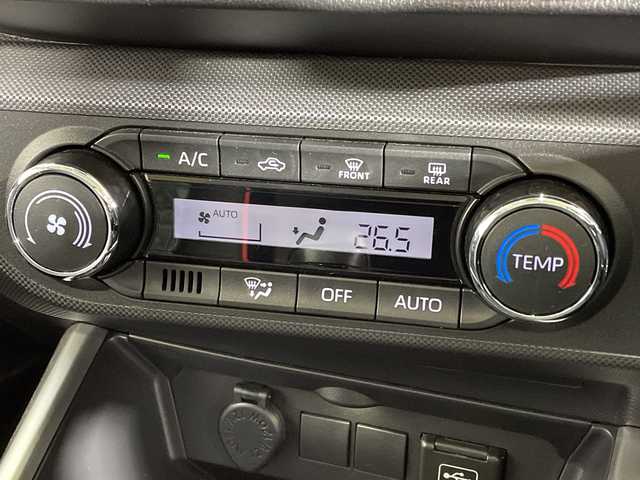 A/C
FRONT
REAR
AUTO
26.5
TEMP
OFF
AUTO